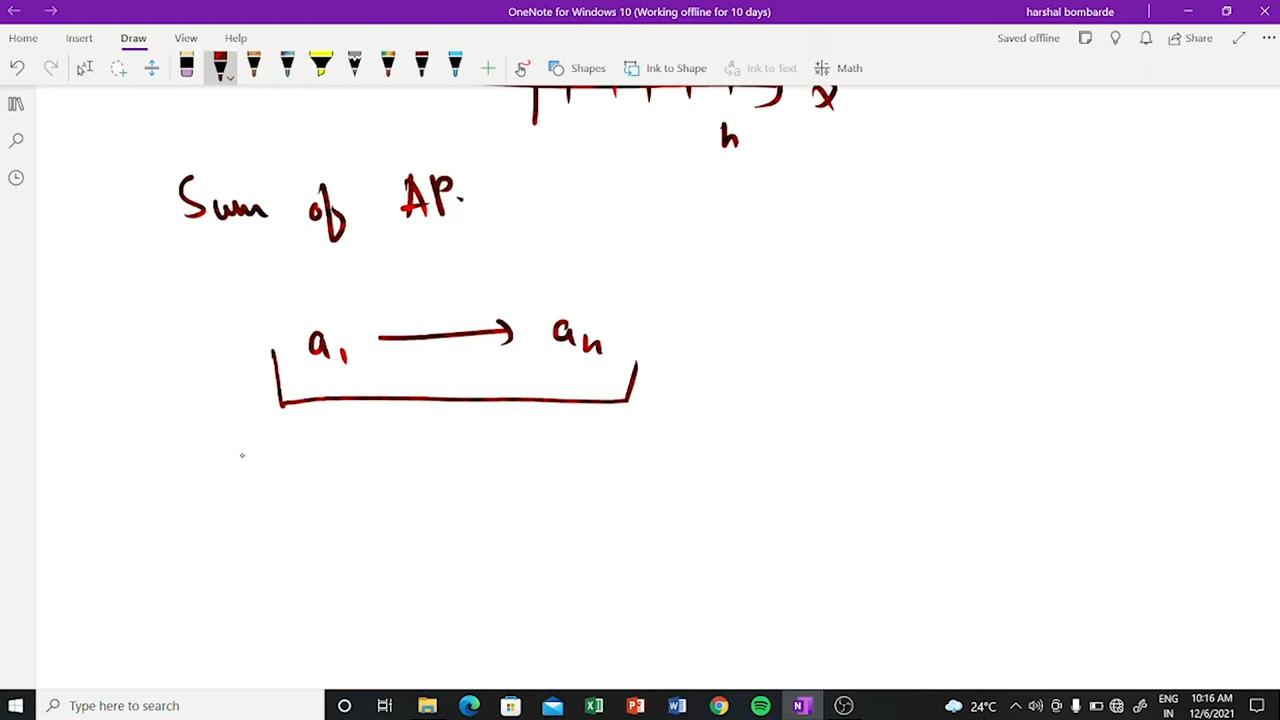 OneNote for Windows 10 (Working offline for 10 days)
harshal bombarde
Home Insert Draw View Help
Saved offline
Share
Shapes Ink to Shape Ink to Text Math
x
n
Sum of AP.
a1 → an
Type here to search
24°C
ENG
IN
10:16 AM
12/6/2021